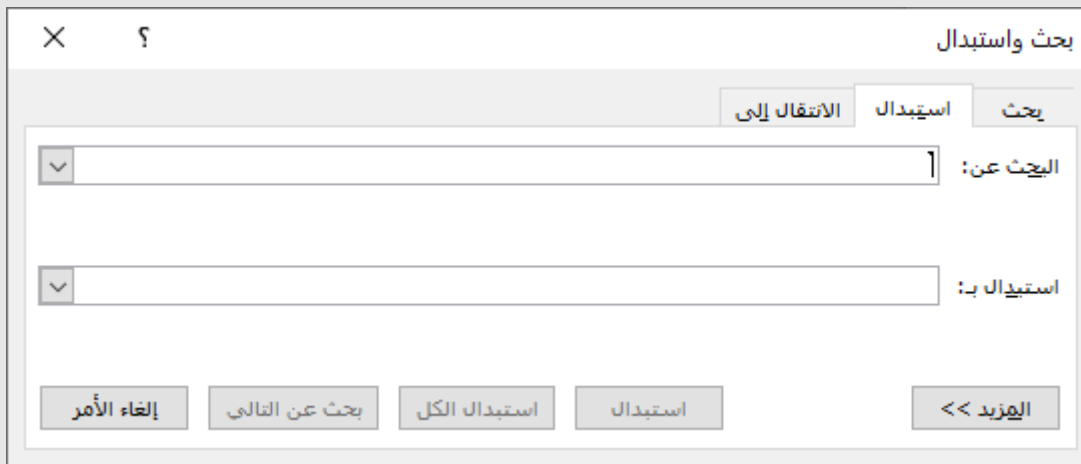 بحث واستبدال ؟ ×
بحث استبدال الانتقال إلى
البحث عن:
استبدال بـ:
المزيد >> استبدال استبدال الكل بحث عن التالي إلغاء الأمر